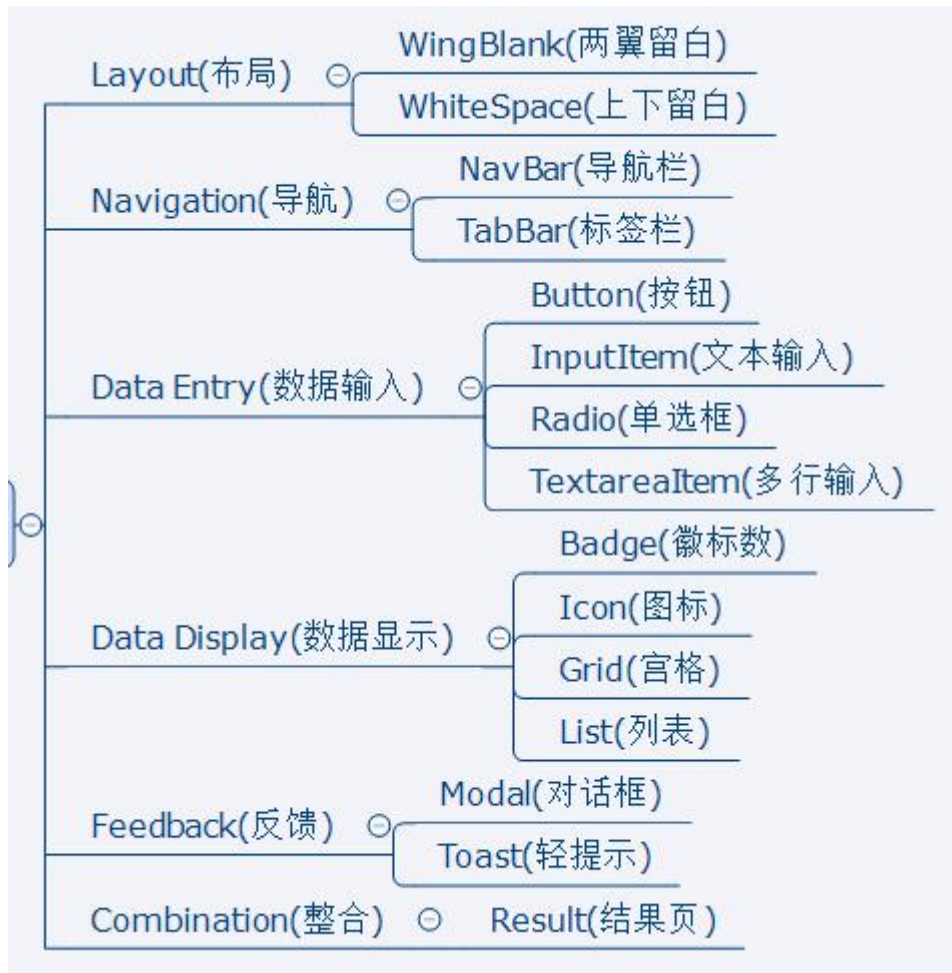 Layout(布局)
WingBlank(两翼留白)
WhiteSpace(上下留白)
Navigation(导航)
NavBar(导航栏)
TabBar(标签栏)
Data Entry(数据输入)
Button(按钮)
InputItem(文本输入)
Radio(单选框)
TextareaItem(多行输入)
Data Display(数据显示)
Badge(徽标数)
Icon(图标)
Grid(宫格)
List(列表)
Feedback(反馈)
Modal(对话框)
Toast(轻提示)
Combination(整合)
Result(结果页)